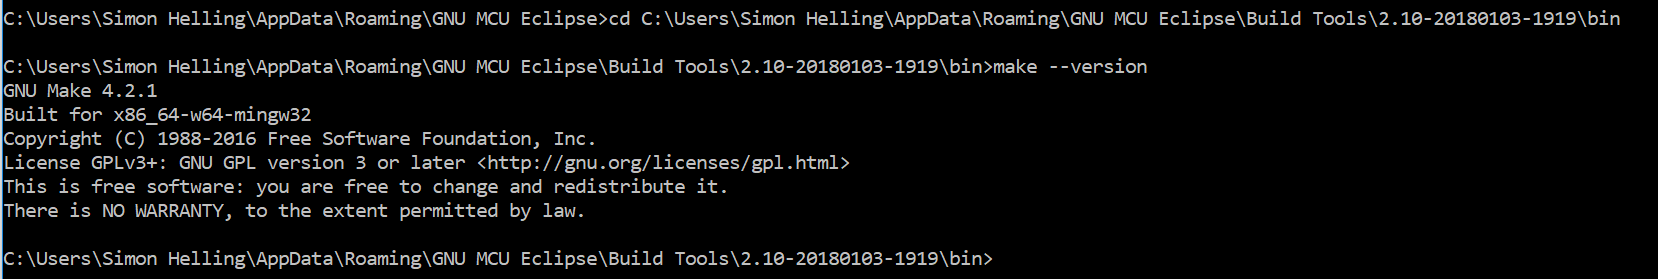 C:\Users\Simon Helling\AppData\Roaming\GNU MCU Eclipse>cd C:\Users\Simon Helling\AppData\Roaming\GNU MCU Eclipse\Build Tools\2.10-20180103-1919\bin
C:\Users\Simon Helling\AppData\Roaming\GNU MCU Eclipse\Build Tools\2.10-20180103-1919\bin>make --version
GNU Make 4.2.1
Built for x86_64-w64-mingw32
Copyright (C) 1988-2016 Free Software Foundation, Inc.
License GPLv3+: GNU GPL version 3 or later <http://gnu.org/licenses/gpl.html>
This is free software: you are free to change and redistribute it.
There is NO WARRANTY, to the extent permitted by law.
C:\Users\Simon Helling\AppData\Roaming\GNU MCU Eclipse\Build Tools\2.10-20180103-1919\bin>